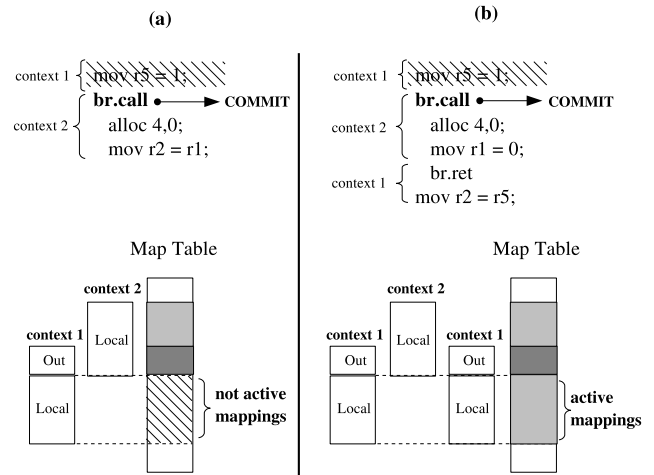 (a)
context 1
mov r5 = 1;
br.call
COMMIT
context 2
alloc 4,0;
mov r2 = r1;
Map Table
context 2
context 1
Local
Out
Local
not active
mappings
(b)
context 1
mov r5 = 1;
br.call
COMMIT
context 2
alloc 4,0;
mov r1 = 0;
context 1
br.ret
mov r2 = r5;
Map Table
context 2
context 1
context 1
Local
Out
Out
Local
Local
active
mappings